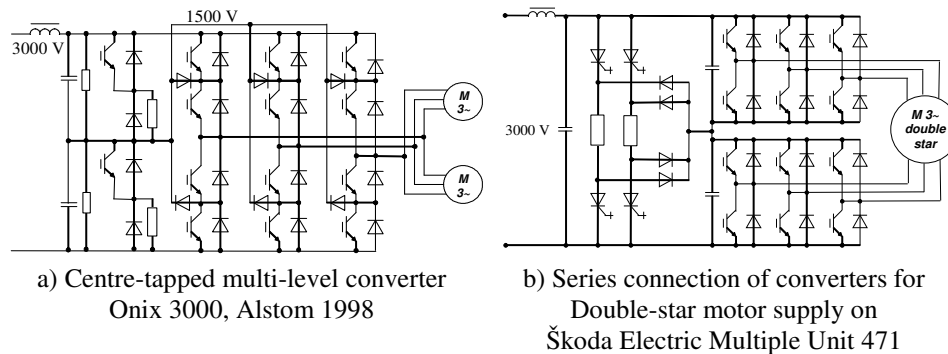 1500 V
3000 V
M
3~
M
3~
3000 V
M 3~
double
star
a) Centre-tapped multi-level converter
Onix 3000, Alstom 1998
b) Series connection of converters for
Double-star motor supply on
Škoda Electric Multiple Unit 471